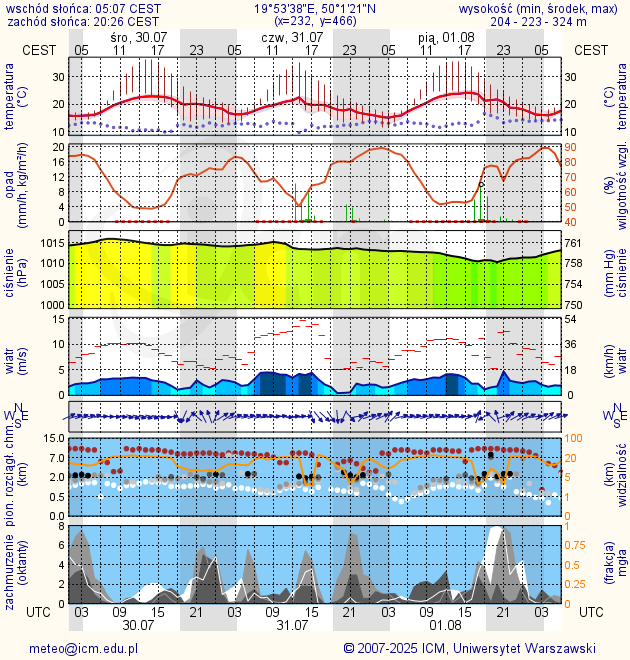 wschód słońca: 05:07 CEST 19°53'38"E, 50°1'21"N wysokość (min, środek, max)
zachód słońca: 20:26 CEST (x=232, y=466) 204 - 223 - 324 m
śro, 30.07 czw, 31.07 pią, 01.08
CEST 05 11 17 23 05 11 17 23 05 11 17 23 05 CEST
temperatura (°C)
30 20 10
30 20 10
temperatura (°C)
opad (mm/h, kg/m²/h)
20 16 12 8 4 0
90 80 70 60 50 40
wilgotność wzgl. (%)
ciśnienie (hPa)
1015 1010 1005 1000
761 758 754 750
ciśnienie (mm Hg)
wiatr (m/s)
15 10 5 0
54 36 18 0
wiatr (km/h)
N W E S
N W E S
pion. rozciągł. chm. (km)
15.0 7.0 2.0 0.5 0.0
100 20 5 1 0
widzialność (km)
zachmurzenie (oktanty)
8 6 4 2 0
1 0.75 0.5 0.25 0
(frakcja) mgła
UTC 03 09 15 21 03 09 15 21 03 09 15 21 03 UTC
30.07 31.07 01.08
meteo@icm.edu.pl © 2007-2025 ICM, Uniwersytet Warszawski